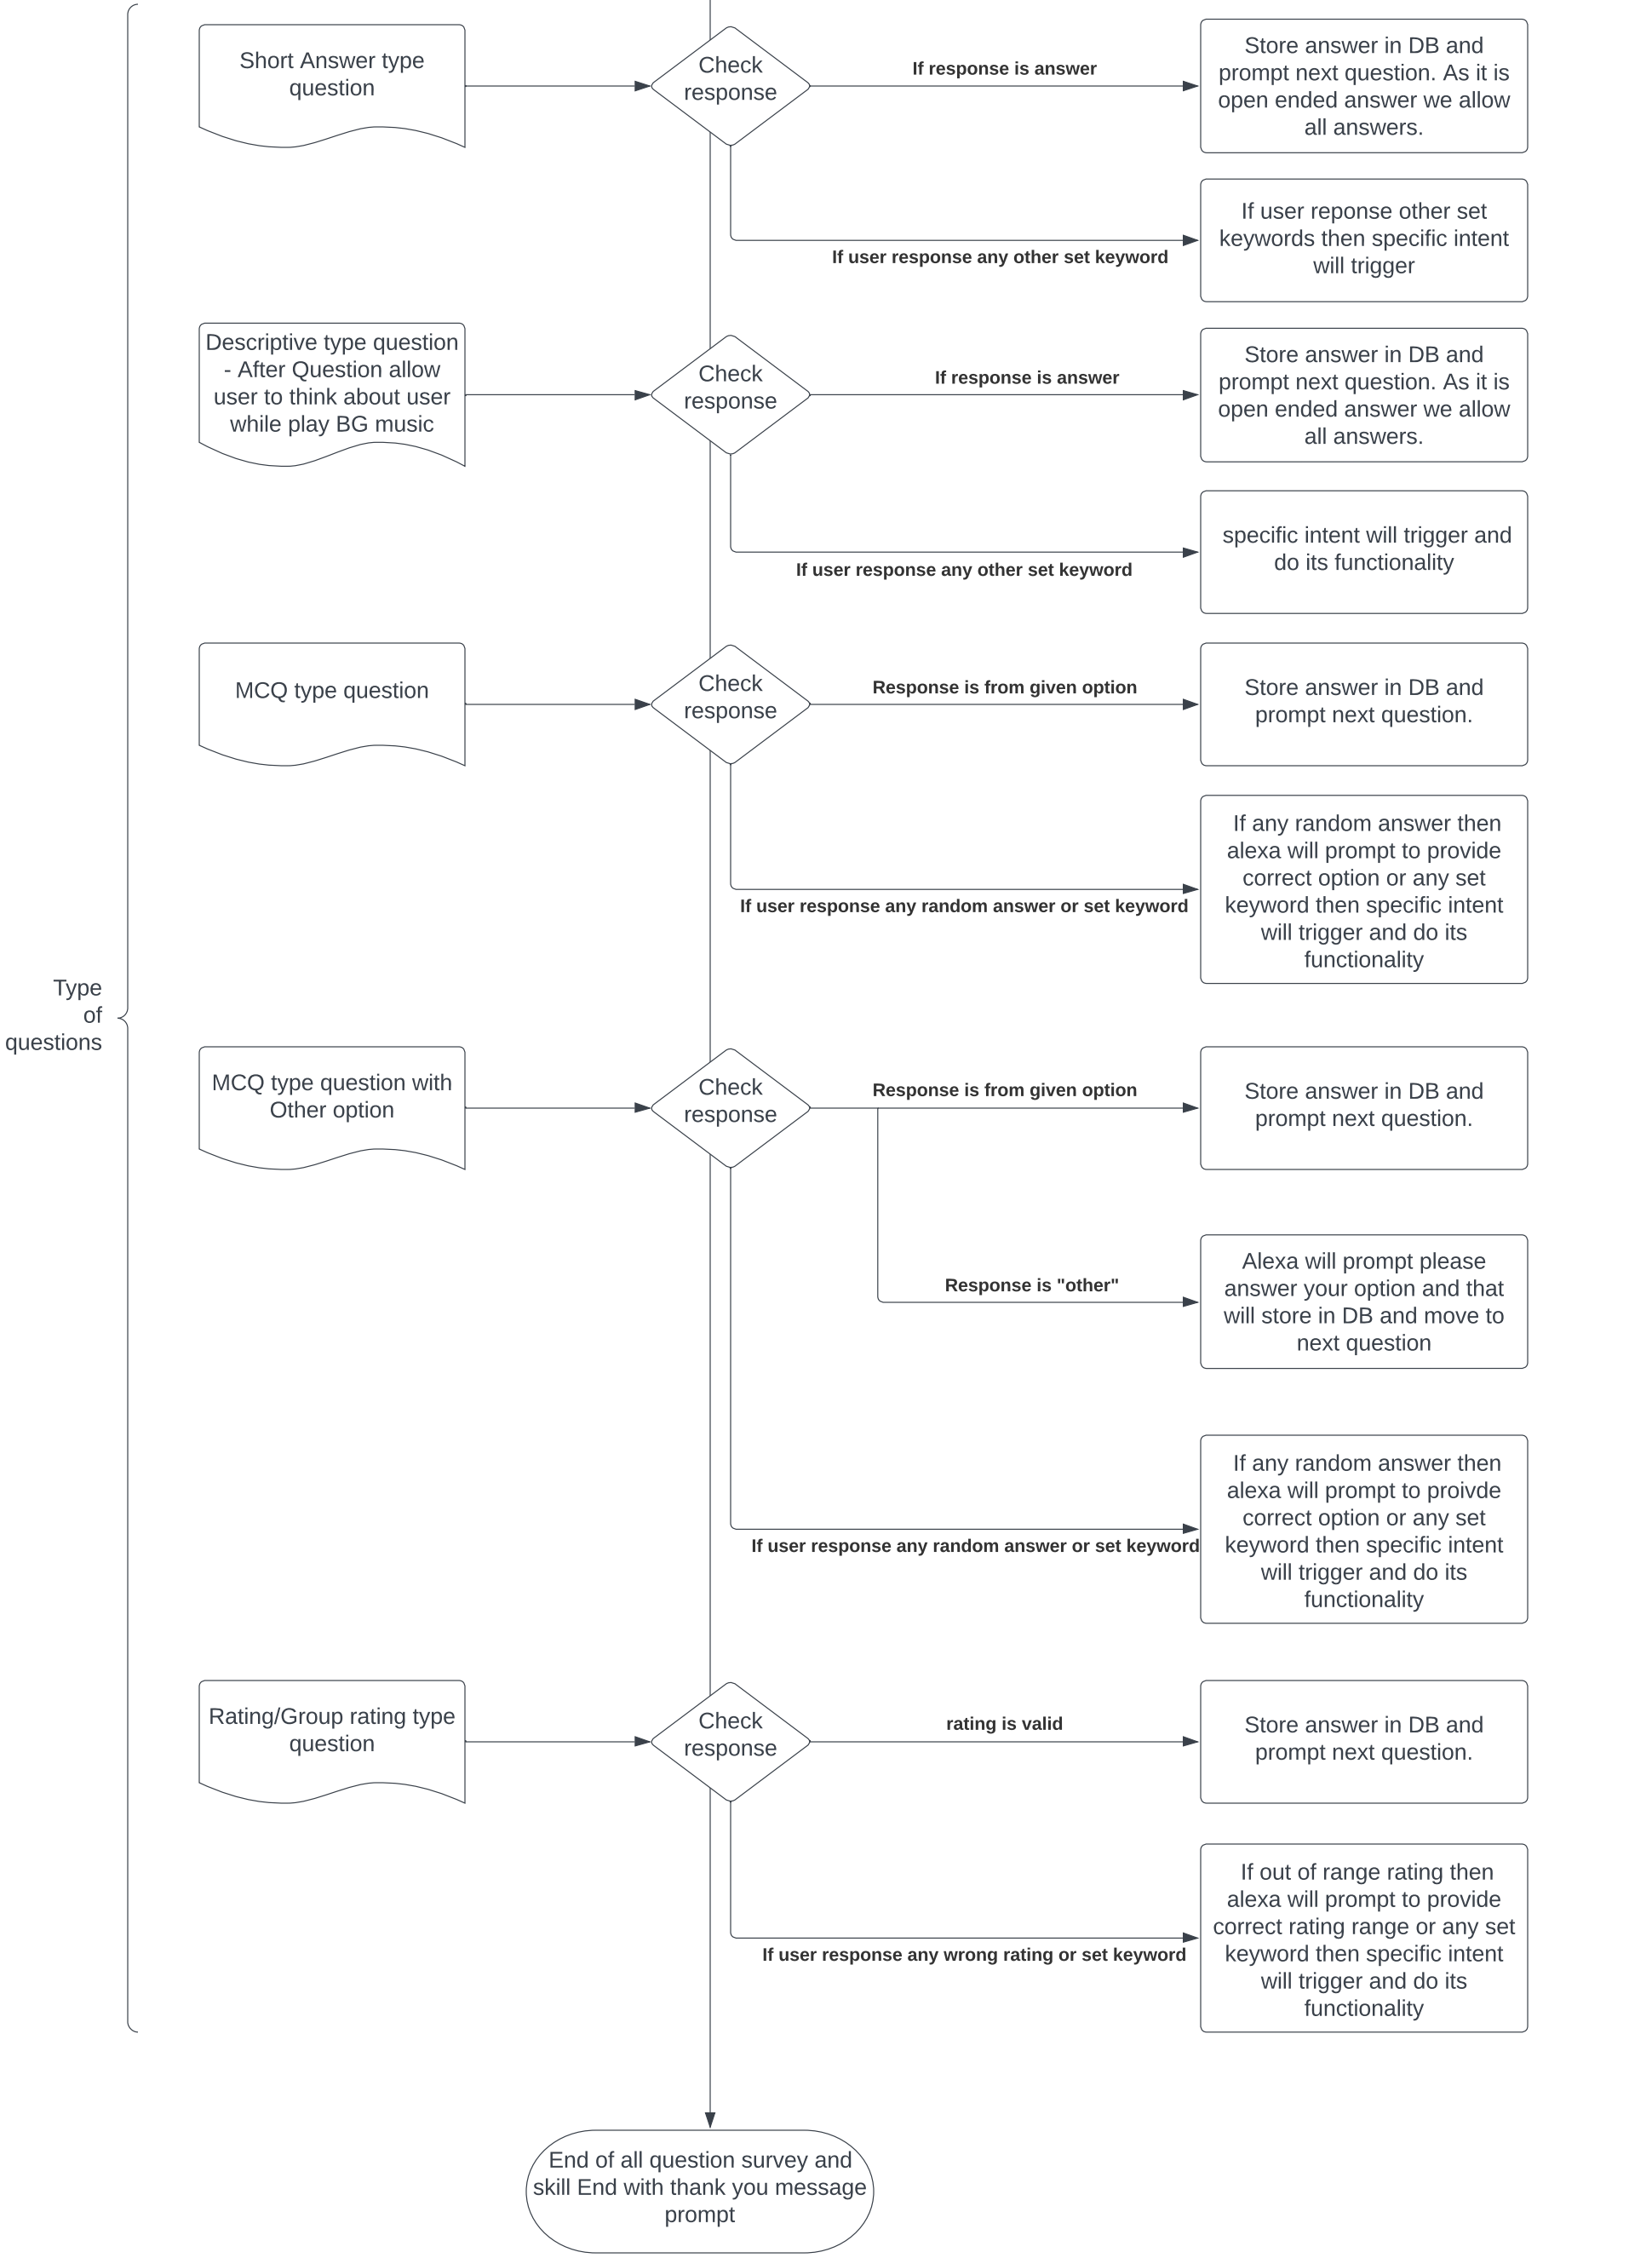 Short Answer type
question
Check
response
If response is answer
Store answer in DB and
prompt next question. As it is
open ended answer we allow
all answers.
If user response any other set keyword
If user reponse other set
keywords then specific intent
will trigger
Descriptive type question
- After Question allow
user to think about user
while play BG music
Check
response
If response is answer
Store answer in DB and
prompt next question. As it is
open ended answer we allow
all answers.
If user response any other set keyword
specific intent will trigger and
do its functionality
MCQ type question
Check
response
Response is from given option
Store answer in DB and
prompt next question.
If user response any random answer or set keyword
If any random answer then
alexa will prompt to provide
correct option or any set
keyword then specific intent
will trigger and do its
functionality
Type
of
questions
MCQ type question with
Other option
Check
response
Response is from given option
Store answer in DB and
prompt next question.
Response is "other"
Alexa will prompt please
answer your option and that
will store in DB and move to
next question
If user response any random answer or set keyword
If any random answer then
alexa will prompt to proivde
correct option or any set
keyword then specific intent
will trigger and do its
functionality
Rating/Group rating type
question
Check
response
rating is valid
Store answer in DB and
prompt next question.
If user response any wrong rating or set keyword
If out of range rating then
alexa will prompt to provide
correct rating range or any set
keyword then specific intent
will trigger and do its
functionality
End of all question survey and
skill End with thank you message
prompt